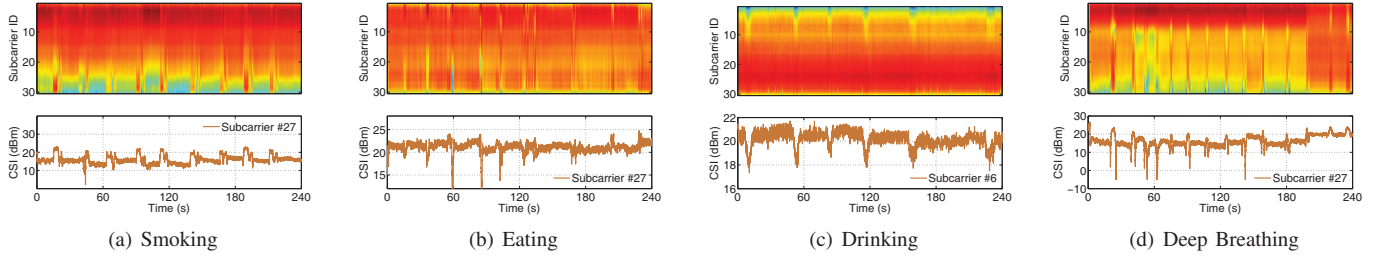 Subcarrier ID
10
20
30
CSI (dBm)
30
20
10
Subcarrier #27
0 60 120 180 240
Time (s)
(a) Smoking
Subcarrier ID
10
20
30
CSI (dBm)
25
20
15
Subcarrier #27
0 60 120 180 240
Time (s)
(b) Eating
Subcarrier ID
10
20
30
CSI (dBm)
22
20
18
16
Subcarrier #6
0 60 120 180 240
Time (s)
(c) Drinking
Subcarrier ID
10
20
30
CSI (dBm)
30
20
10
0
−10
Subcarrier #27
0 60 120 180 240
Time (s)
(d) Deep Breathing